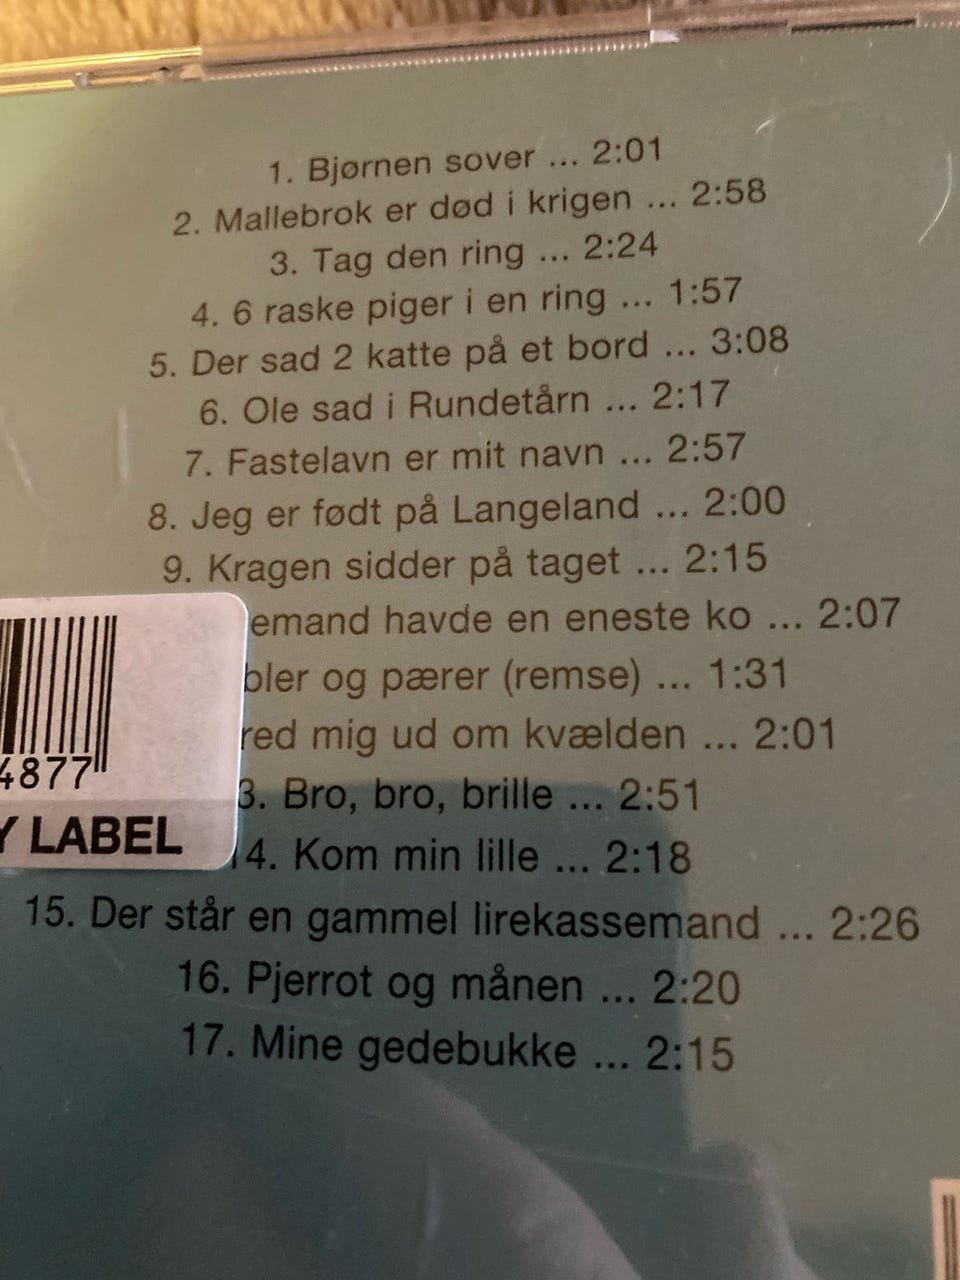 1. Bjørnen sover ... 2:01
2. Mallebrok er død i krigen ... 2:58
3. Tag den ring ... 2:24
4. 6 raske piger i en ring ... 1:57
5. Der sad 2 katte på et bord ... 3:08
6. Ole sad i Rundetårn ... 2:17
7. Fastelavn er mit navn ... 2:57
8. Jeg er født på Langeland ... 2:00
9. Kragen sidder på taget ... 2:15
emand havde en eneste ko ... 2:07
bler og pærer (remse) ... 1:31
red mig ud om kvælden ... 2:01
3. Bro, bro, brille ... 2:51
14. Kom min lille ... 2:18
15. Der står en gammel lirekassemand ... 2:26
16. Pjerrot og månen ... 2:20
17. Mine gedebukke ... 2:15
4877
Y LABEL